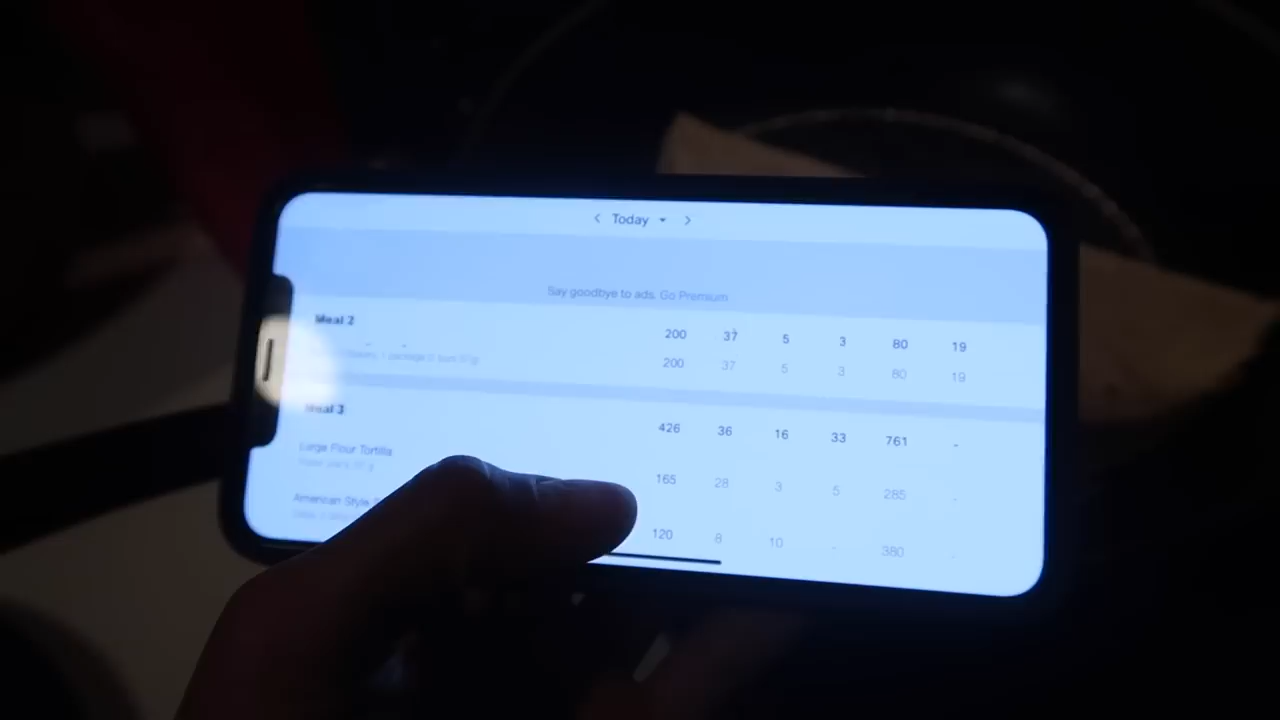 Today
Say goodbye to ads. Go Premium
Meal 2 200 37 5 3 80 19
200 37 5 3 80 19
Meal 3 426 36 16 33 761 -
Large Flour Tortilla 165 28 3 5 285 -
American Style 120 8 10 - 380 -